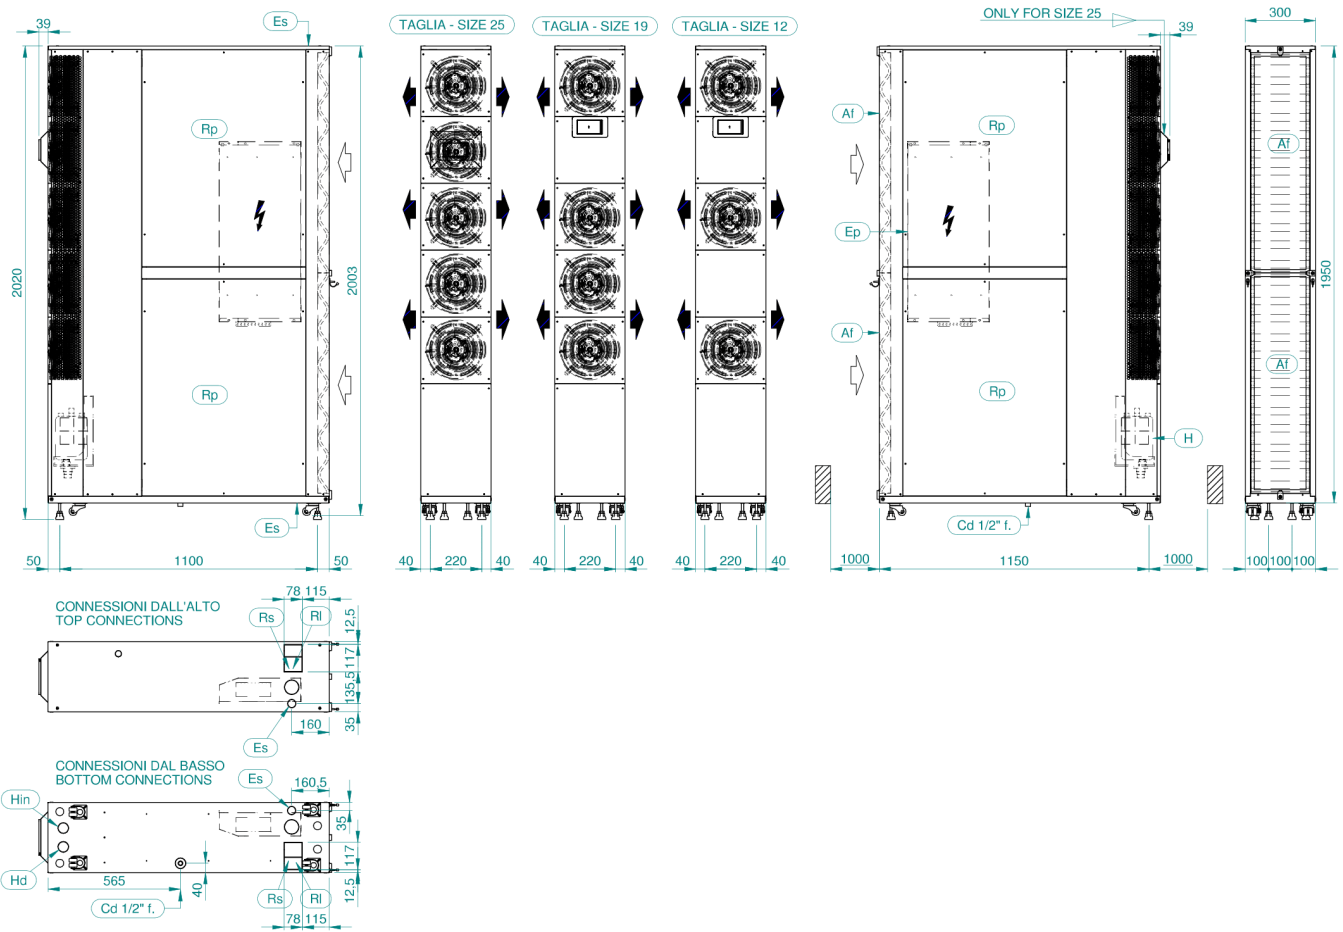 39
Es
TAGLIA - SIZE 25
TAGLIA - SIZE 19
TAGLIA - SIZE 12
ONLY FOR SIZE 25
39
300
Rp
Af
Rp
Af
Ep
2020
2003
1950
Af
Af
Rp
Rp
H
Es
Cd 1/2" f.
50
1100
50
40
220
40
40
220
40
40
220
40
1000
1150
1000
100
100
100
CONNESSIONI DALL'ALTO
TOP CONNECTIONS
78
115
Rs
Rl
12,5
117
135,5
35
160
Es
CONNESSIONI DAL BASSO
BOTTOM CONNECTIONS
Es
160,5
Hin
35
117
Hd
565
40
12,5
Rs
Rl
Cd 1/2" f.
78
115